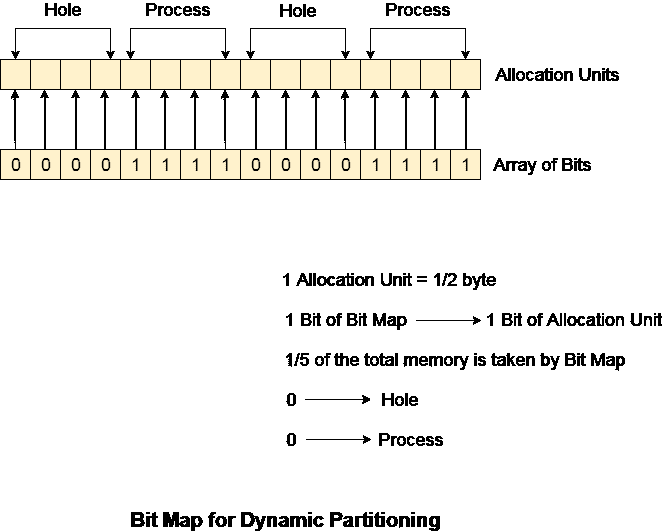 Hole Process Hole Process
Allocation Units
0 0 0 0 1 1 1 1 0 0 0 0 1 1 1 1 Array of Bits
1 Allocation Unit = 1/2 byte
1 Bit of Bit Map 1 Bit of Allocation Unit
1/5 of the total memory is taken by Bit Map
0 Hole
0 Process
Bit Map for Dynamic Partitioning